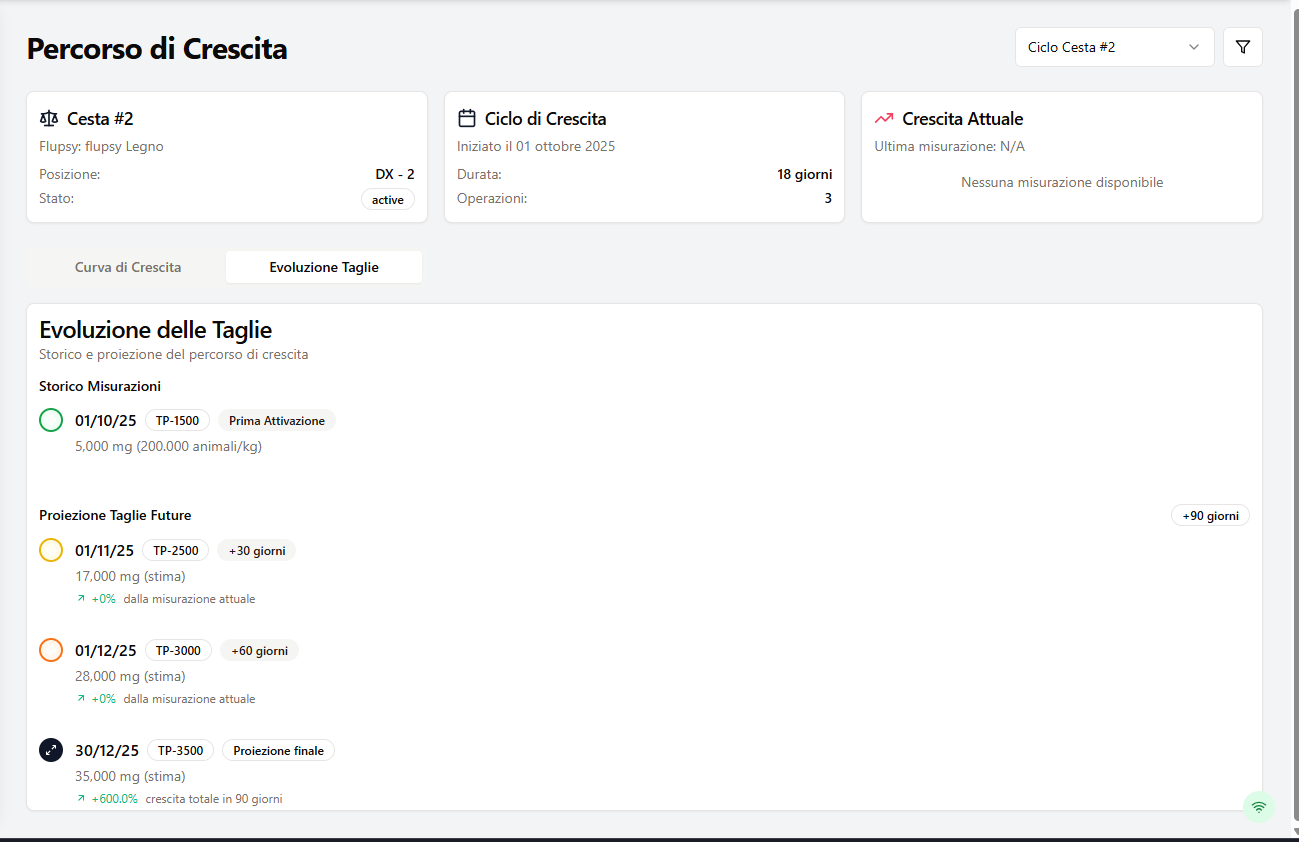 Percorso di Crescita
Ciclo Cesta #2
Cesta #2
Flupsy: flupsy Legno
Posizione: DX - 2
Stato: active
Ciclo di Crescita
Iniziato il 01 ottobre 2025
Durata: 18 giorni
Operazioni: 3
Crescita Attuale
Ultima misurazione: N/A
Nessuna misurazione disponibile
Curva di Crescita
Evoluzione Taglie
Evoluzione delle Taglie
Storico e proiezione del percorso di crescita
Storico Misurazioni
01/10/25 TP-1500 Prima Attivazione
5,000 mg (200.000 animali/kg)
Proiezione Taglie Future +90 giorni
01/11/25 TP-2500 +30 giorni
17,000 mg (stima)
+0% dalla misurazione attuale
01/12/25 TP-3000 +60 giorni
28,000 mg (stima)
+0% dalla misurazione attuale
30/12/25 TP-3500 Proiezione finale
35,000 mg (stima)
+600.0% crescita totale in 90 giorni